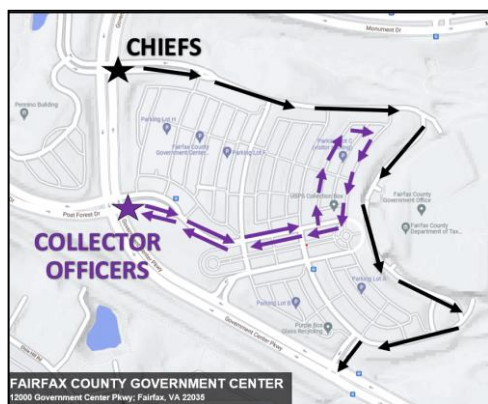 CHIEFS
Monument Dr
Pennino Building
Parking Lot H
Fairfax County
Government Center...
Parking Lot F
USPS Collection Box
Fairfax County
Government Office
Fairfax County
Department of Tax...
Post Forest Dr
COLLECTOR
OFFICERS
Parking Lot A
Parking Lot B
Purple Box
Glass Recycling
Government Center Pkwy
FAIRFAX COUNTY GOVERNMENT CENTER
12000 Government Center Pkwy; Fairfax, VA 22035